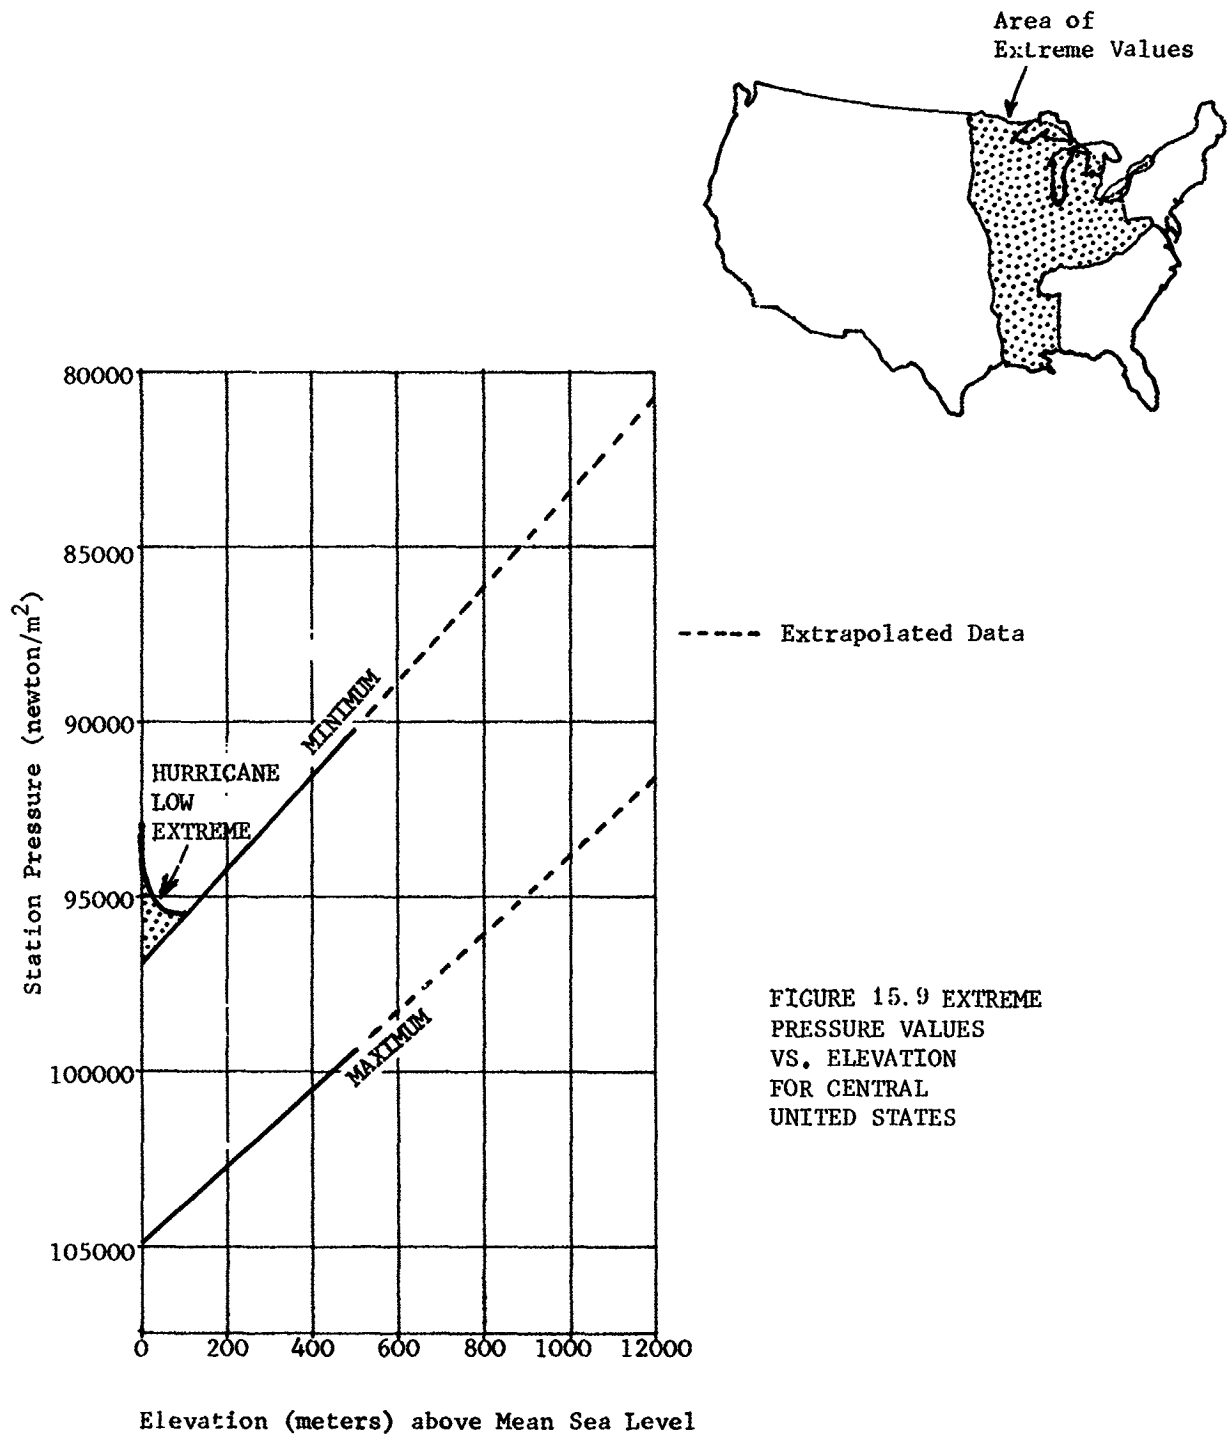 Area of
Extreme Values
80000
85000
90000
95000
100000
105000
Station Pressure (newton/m²)
MINIMUM
HURRICANE
LOW
EXTREME
MAXIMUM
----- Extrapolated Data
0 200 400 600 800 1000 12000
Elevation (meters) above Mean Sea Level
FIGURE 15.9 EXTREME
PRESSURE VALUES
VS. ELEVATION
FOR CENTRAL
UNITED STATES